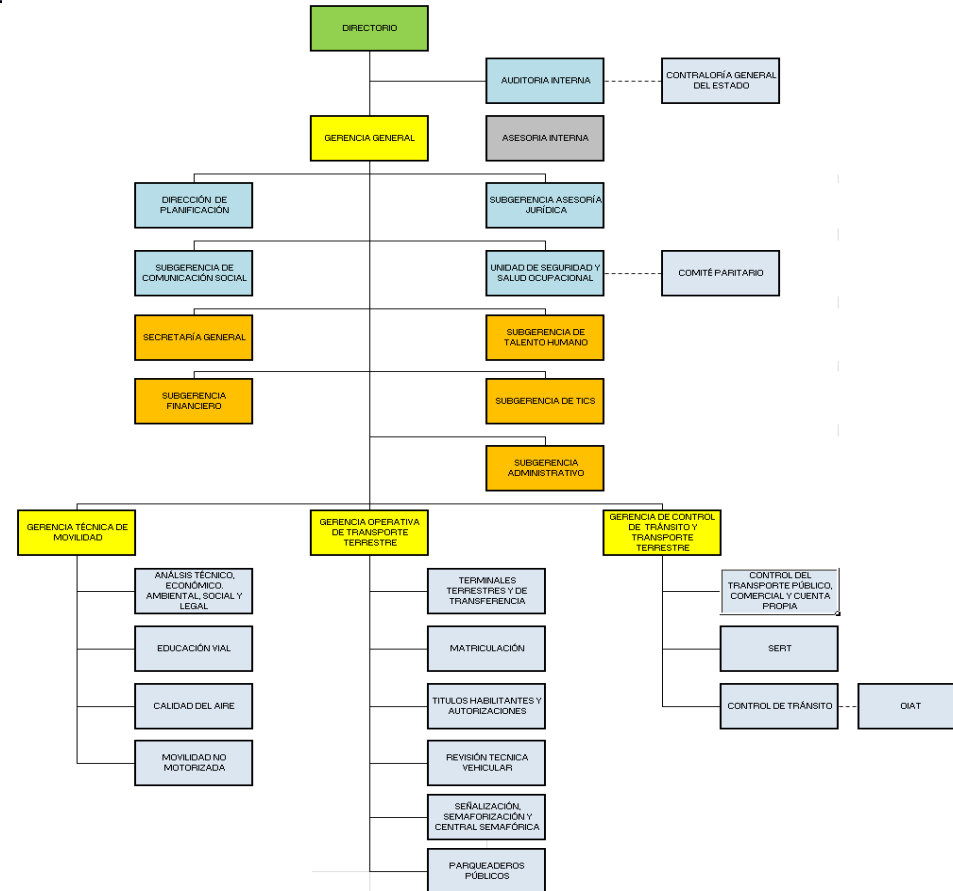 DIRECTORIO
AUDITORIA INTERNA
CONTRALORÍA GENERAL
DEL ESTADO
GERENCIA GENERAL
ASESORIA INTERNA
DIRECCIÓN DE
PLANIFICACIÓN
SUBGERENCIA ASESORÍA
JURÍDICA
SUBGERENCIA DE
COMUNICACIÓN SOCIAL
UNIDAD DE SEGURIDAD Y
SALUD OCUPACIONAL
COMITÉ PARITARIO
SECRETARÍA GENERAL
SUBGERENCIA DE
TALENTO HUMANO
SUBGERENCIA
FINANCIERO
SUBGERENCIA DE TICS
SUBGERENCIA
ADMINISTRATIVO
GERENCIA TÉCNICA DE
MOVILIDAD
GERENCIA OPERATIVA
DE TRANSPORTE
TERRESTRE
GERENCIA DE CONTROL
DE TRÁNSITO Y
TRANSPORTE
TERRESTRE
ANÁLSIS TÉCNICO,
ECONÓMICO.
AMBIENTAL, SOCIAL Y
LEGAL
TERMINALES
TERRESTRES Y DE
TRANSFERENCIA
CONTROL DEL
TRANSPORTE PÚBLICO,
COMERCIAL Y CUENTA
PROPIA
EDUCACIÓN VIAL
MATRICULACIÓN
SERT
CALIDAD DEL AIRE
TITULOS HABILITANTES Y
AUTORIZACIONES
CONTROL DE TRÁNSITO
OIAT
MOVILIDAD NO
MOTORIZADA
REVISIÓN TECNICA
VEHICULAR
SEÑALIZACIÓN,
SEMAFORIZACIÓN Y
CENTRAL SEMAFÓRICA
PARQUEADEROS
PÚBLICOS